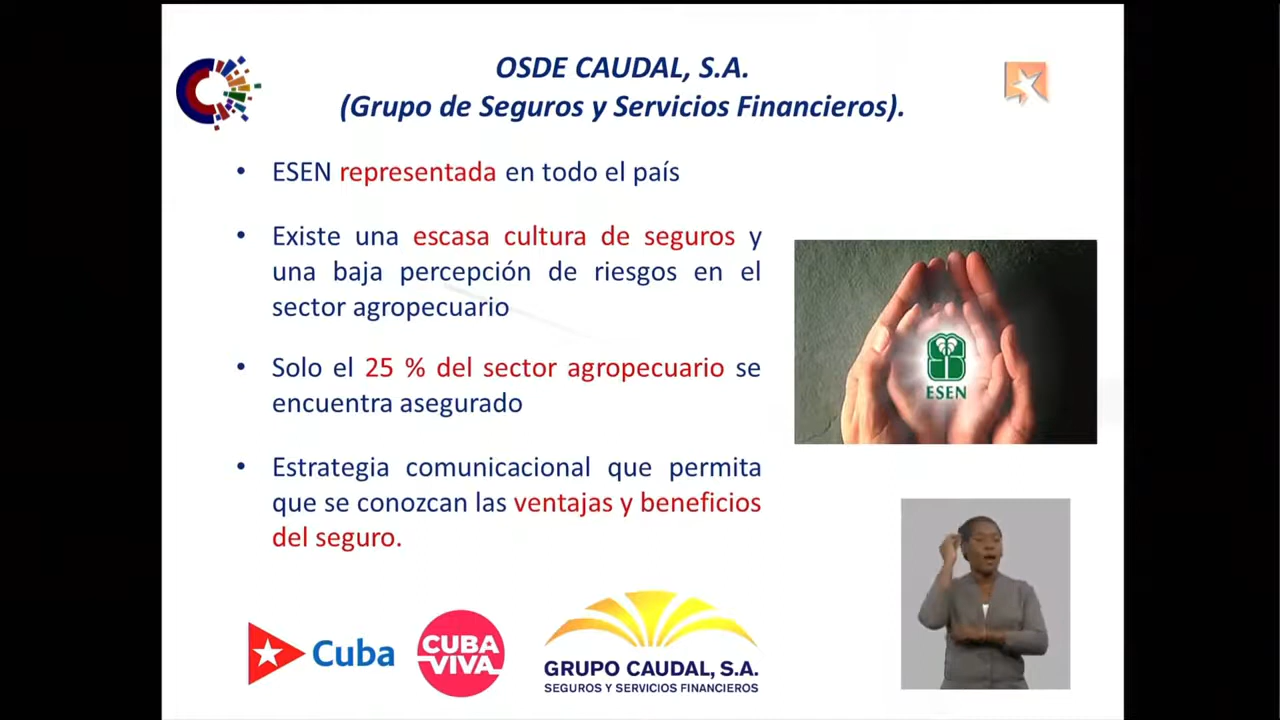 OSDE CAUDAL, S.A.
(Grupo de Seguros y Servicios Financieros).
• ESEN representada en todo el país
• Existe una escasa cultura de seguros y
una baja percepción de riesgos en el
sector agropecuario
• Solo el 25 % del sector agropecuario se
encuentra asegurado
• Estrategia comunicacional que permita
que se conozcan las ventajas y beneficios
del seguro.
ESEN
Cuba
CUBA
VIVA
GRUPO CAUDAL, S.A.
SEGUROS Y SERVICIOS FINANCIEROS